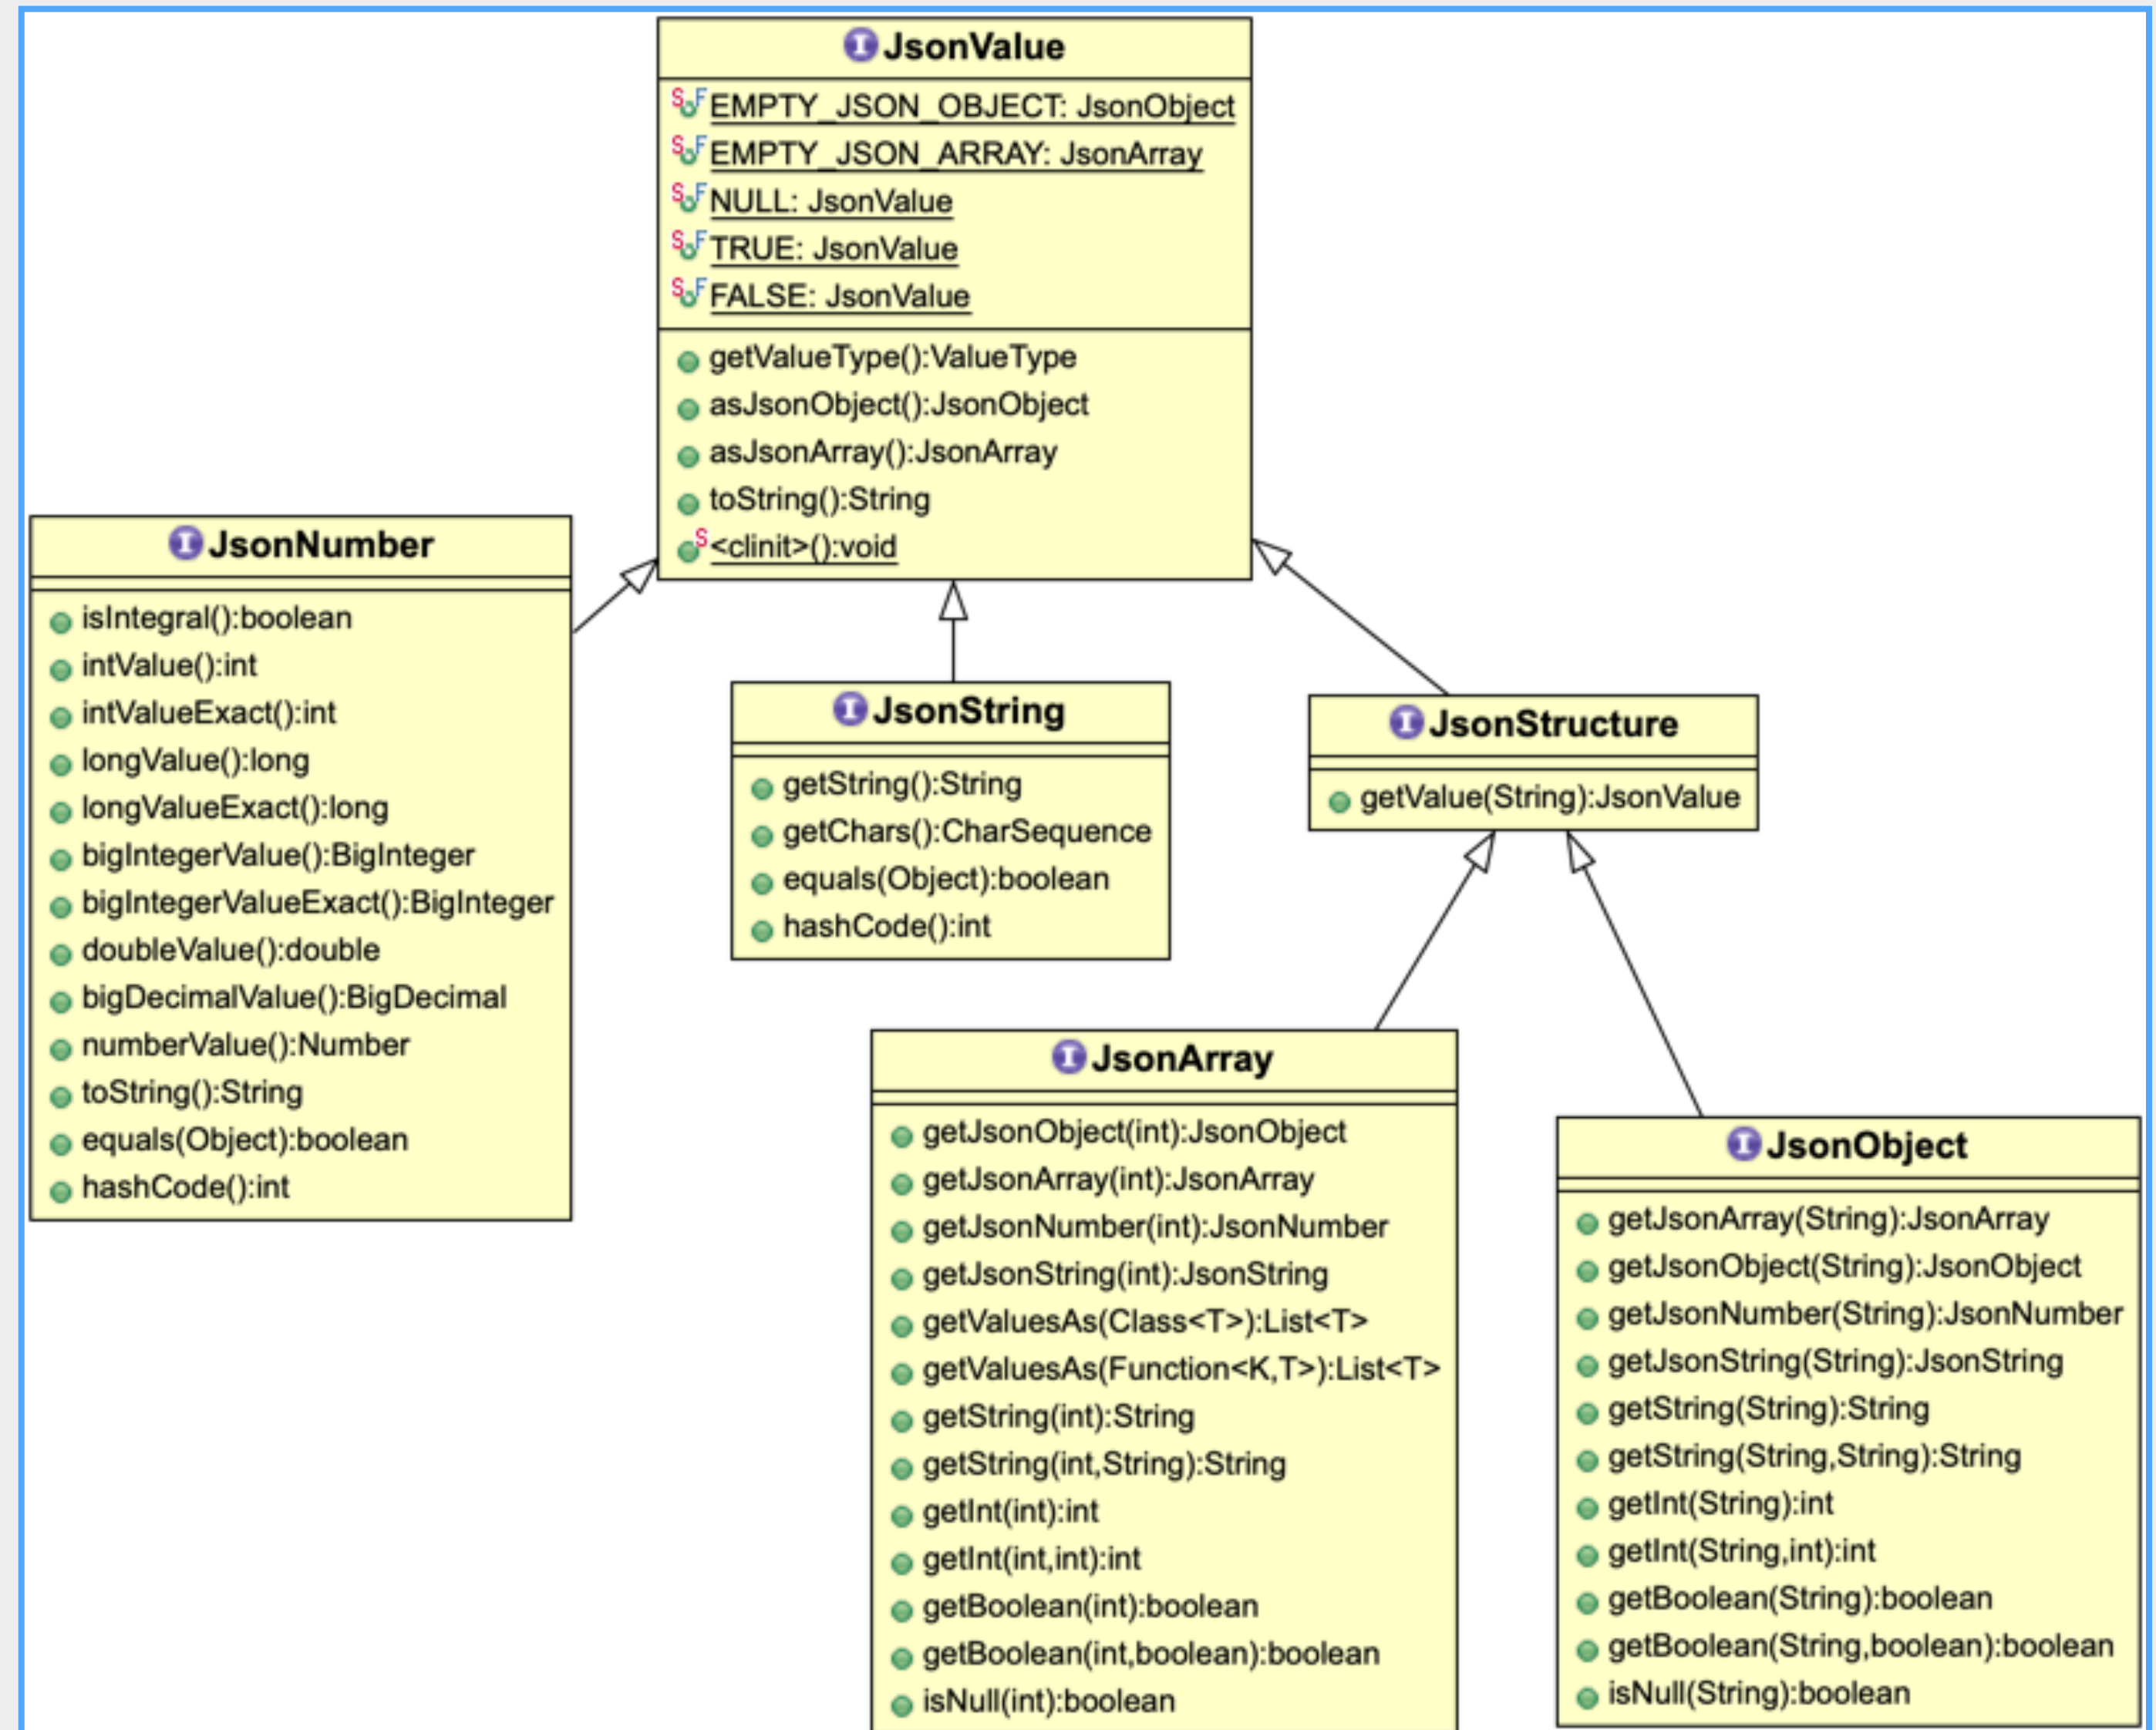 JsonValue
EMPTY_JSON_OBJECT: JsonObject
EMPTY_JSON_ARRAY: JsonArray
NULL: JsonValue
TRUE: JsonValue
FALSE: JsonValue
getValueType():ValueType
asJsonObject():JsonObject
asJsonArray():JsonArray
toString():String
<clinit>():void
JsonNumber
isIntegral():boolean
intValue():int
intValueExact():int
longValue():long
longValueExact():long
bigIntegerValue():BigInteger
bigIntegerValueExact():BigInteger
doubleValue():double
bigDecimalValue():BigDecimal
numberValue():Number
toString():String
equals(Object):boolean
hashCode():int
JsonString
getString():String
getChars():CharSequence
equals(Object):boolean
hashCode():int
JsonStructure
getValue(String):JsonValue
JsonArray
getJsonObject(int):JsonObject
getJsonArray(int):JsonArray
getJsonNumber(int):JsonNumber
getJsonString(int):JsonString
getValuesAs(Class<T>):List<T>
getValuesAs(Function<K,T>):List<T>
getString(int):String
getString(int,String):String
getInt(int):int
getInt(int,int):int
getBoolean(int):boolean
getBoolean(int,boolean):boolean
isNull(int):boolean
JsonObject
getJsonArray(String):JsonArray
getJsonObject(String):JsonObject
getJsonNumber(String):JsonNumber
getJsonString(String):JsonString
getString(String):String
getString(String,String):String
getInt(String):int
getInt(String,int):int
getBoolean(String):boolean
getBoolean(String,boolean):boolean
isNull(String):boolean